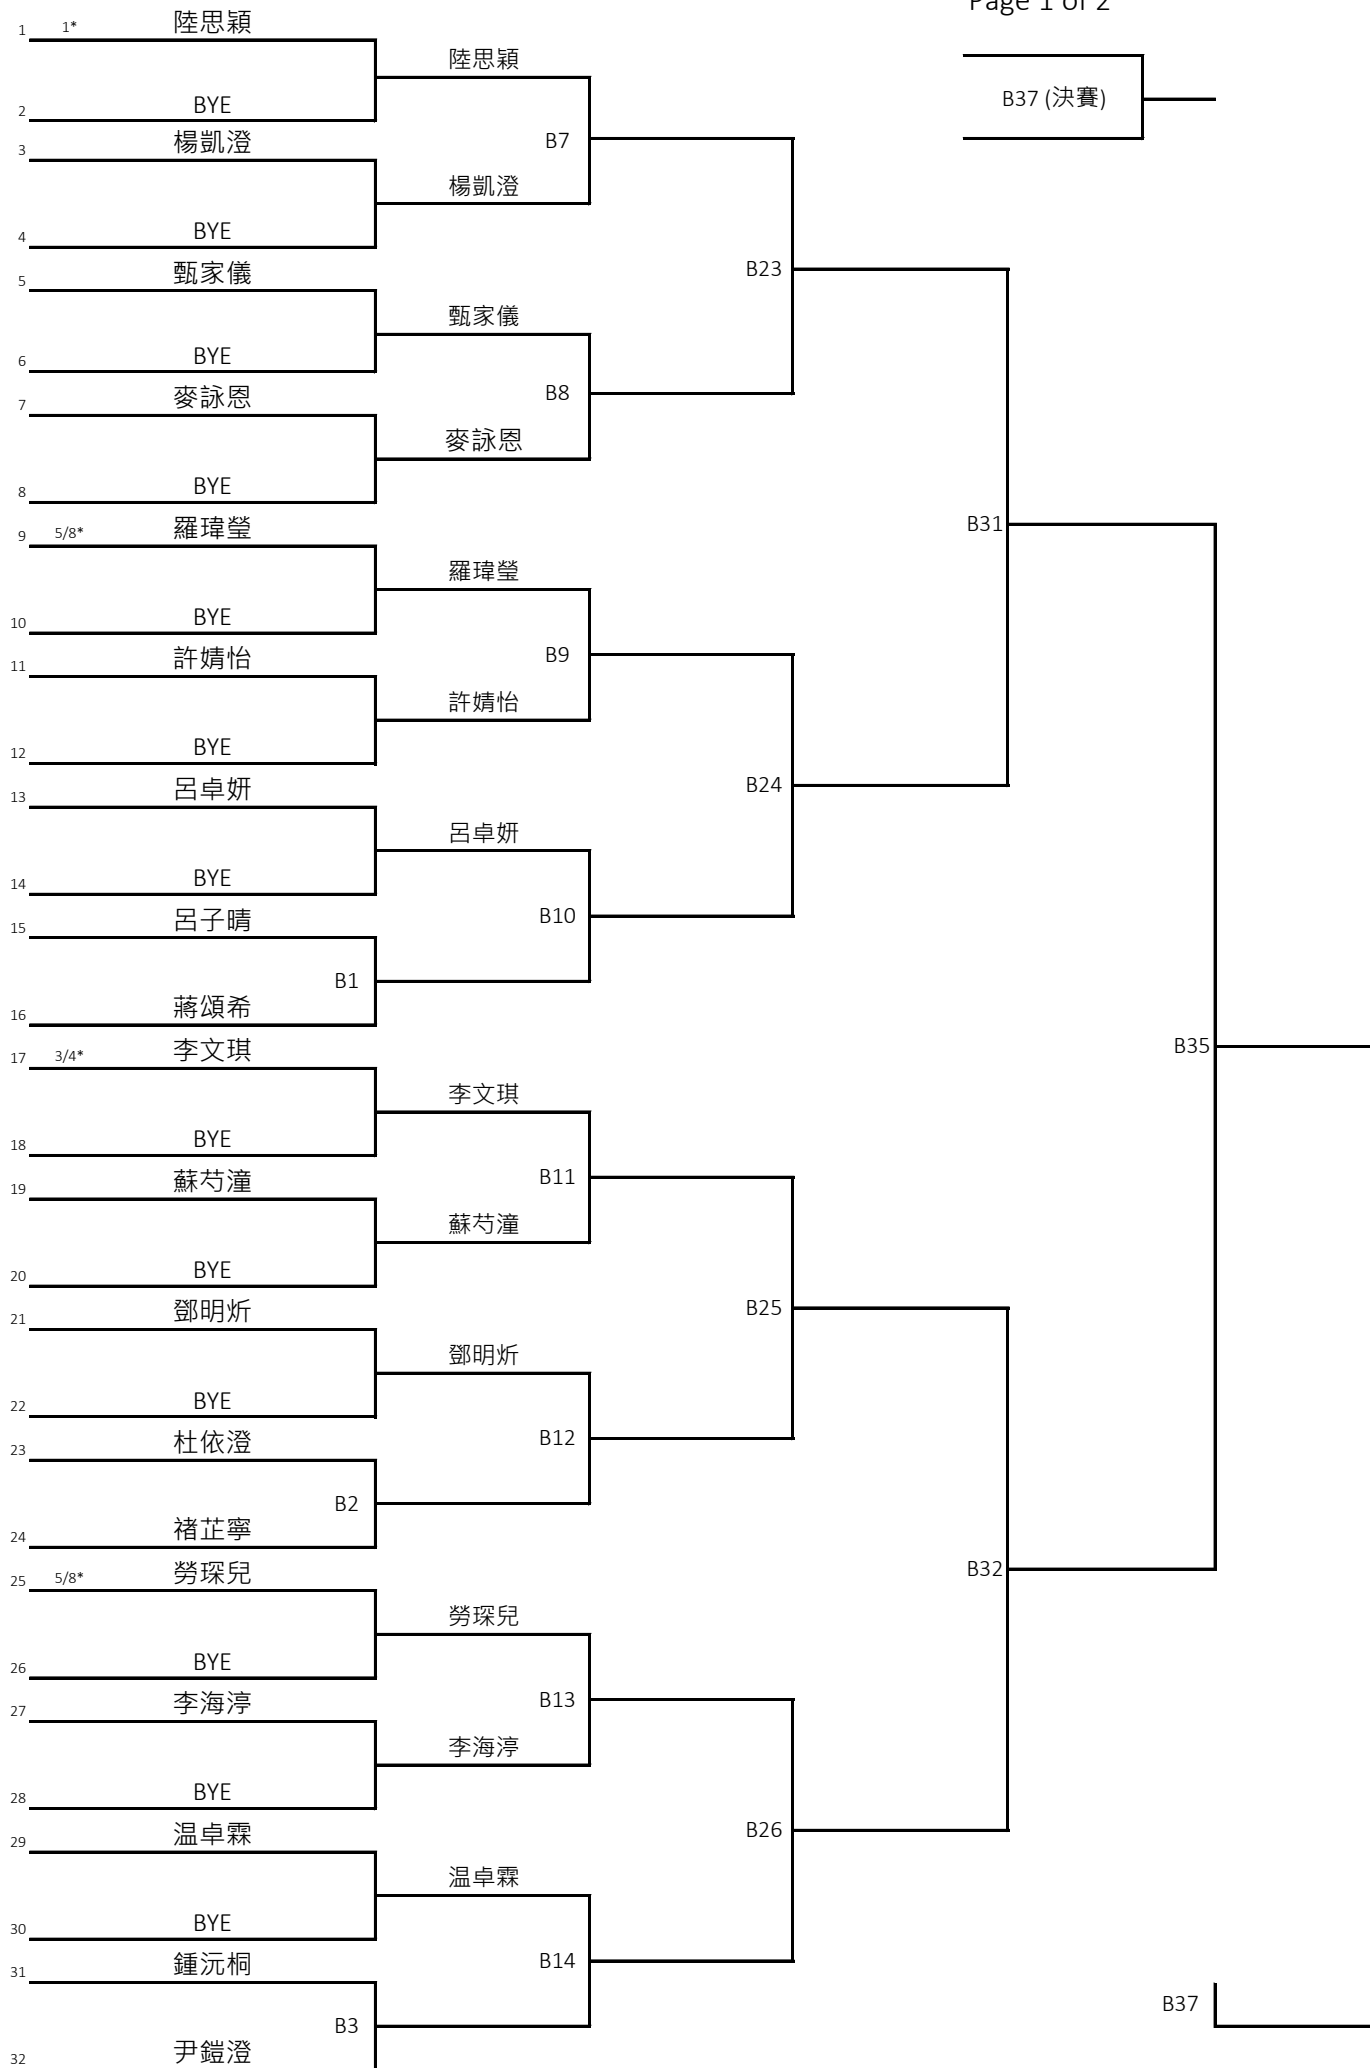 Page 1 of 2
1 1* 陸思穎
陸思穎
2 BYE
B37 (決賽)
3 楊凱澄
B7
楊凱澄
4 BYE
B23
5 甄家儀
甄家儀
6 BYE
B8
7 麥詠恩
麥詠恩
8 BYE
B31
9 5/8* 羅瑋瑩
羅瑋瑩
10 BYE
B9
11 許婧怡
許婧怡
12 BYE
B24
13 呂卓妍
呂卓妍
14 BYE
B10
15 呂子晴
B1
16 蔣頌希
B35
17 3/4* 李文琪
李文琪
18 BYE
B11
19 蘇芍潼
蘇芍潼
20 BYE
B25
21 鄧明炘
鄧明炘
22 BYE
B12
23 杜依澄
B2
24 褚芷寧
B32
25 5/8* 勞琛兒
勞琛兒
26 BYE
B13
27 李海渟
李海渟
28 BYE
B26
29 温卓霖
温卓霖
30 BYE
B14
31 鍾沅桐
B37
B3
32 尹鎧澄